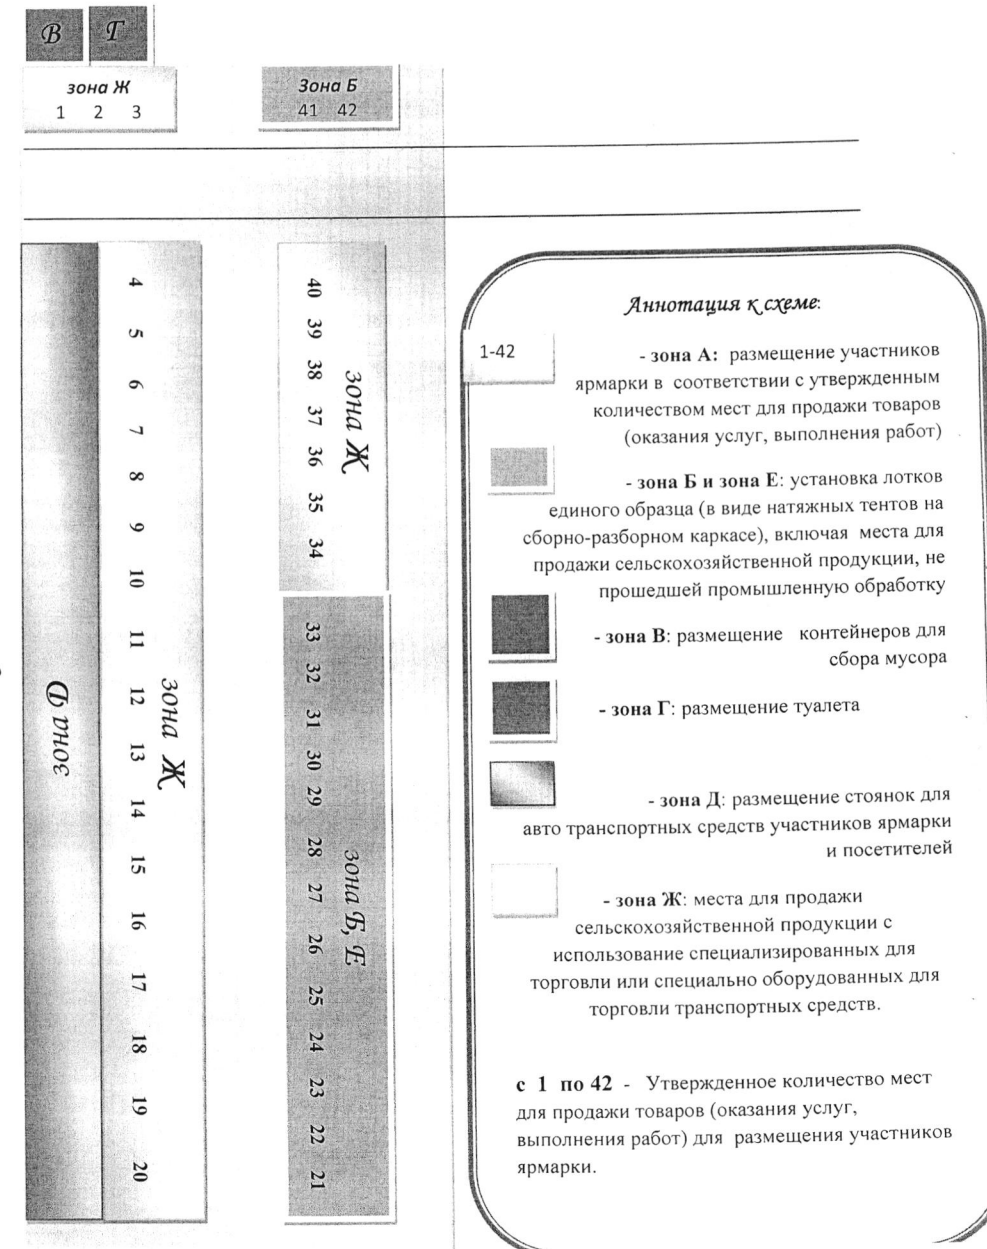 В Г
зона Ж
1 2 3
Зона Б
41 42
зона Д
4 5 6 7 8 9 10 11 12 13 14 15 16 17 18 19 20
зона Ж
40 39 38 37 36 35 34
зона Ж
33 32 31 30 29 28 27 26 25 24 23 22 21
зона Б, Е
Аннотация к схеме:
1-42
- зона А: размещение участников
ярмарки в соответствии с утвержденным
количеством мест для продажи товаров
(оказания услуг, выполнения работ)
- зона Б и зона Е: установка лотков
единого образца (в виде натяжных тентов на
сборно-разборном каркасе), включая места для
продажи сельскохозяйственной продукции, не
прошедшей промышленную обработку
- зона В: размещение контейнеров для
сбора мусора
- зона Г: размещение туалета
- зона Д: размещение стоянок для
авто транспортных средств участников ярмарки
и посетителей
- зона Ж: места для продажи
сельскохозяйственной продукции с
использование специализированных для
торговли или специально оборудованных для
торговли транспортных средств.
с 1 по 42 - Утвержденное количество мест
для продажи товаров (оказания услуг,
выполнения работ) для размещения участников
ярмарки.